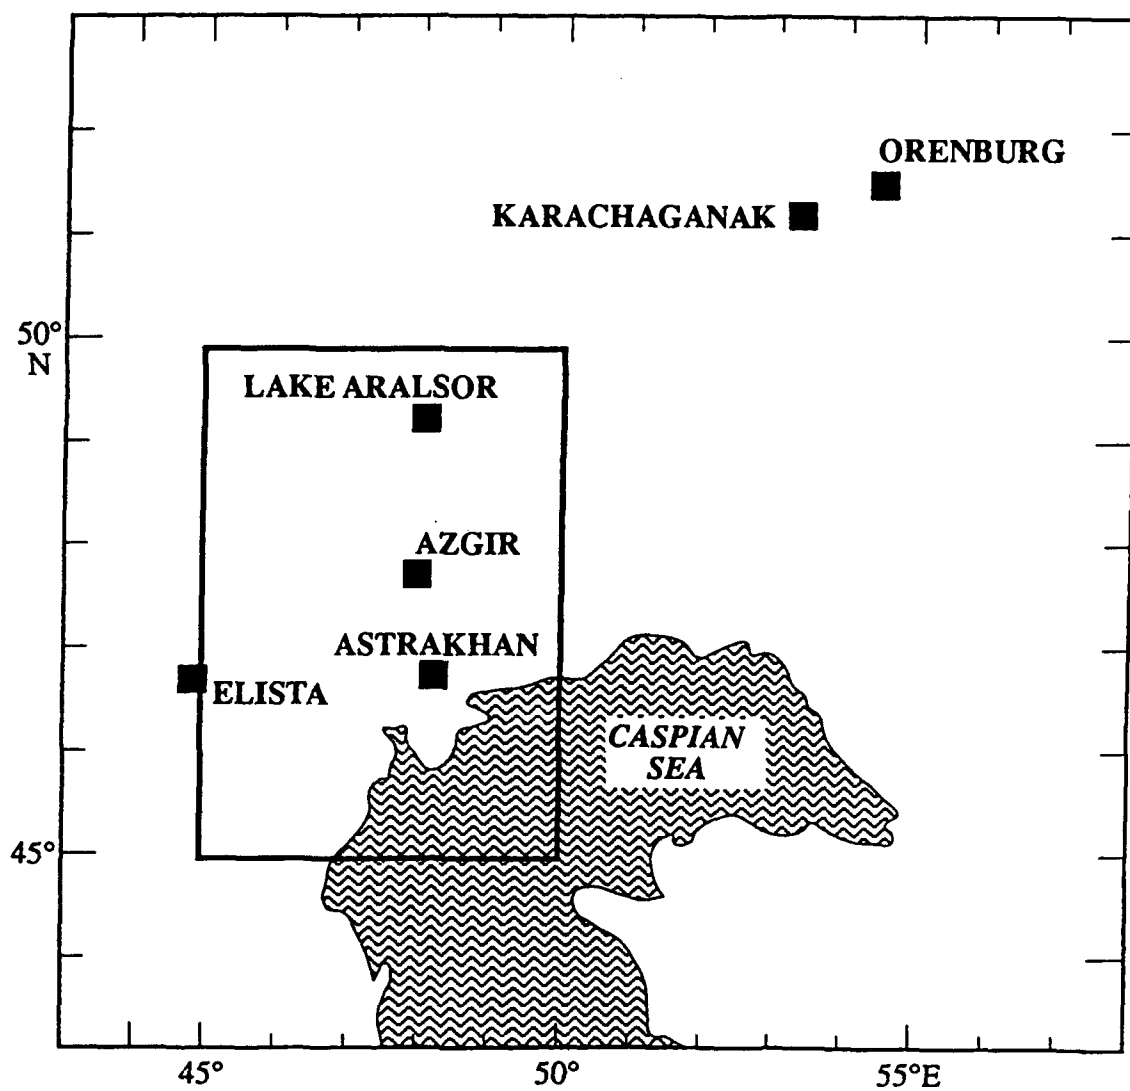 ORENBURG
KARACHAGANAK
50°
N
LAKE ARALSOR
AZGIR
ASTRAKHAN
ELISTA
CASPIAN
SEA
45°
45°
50°
55°E